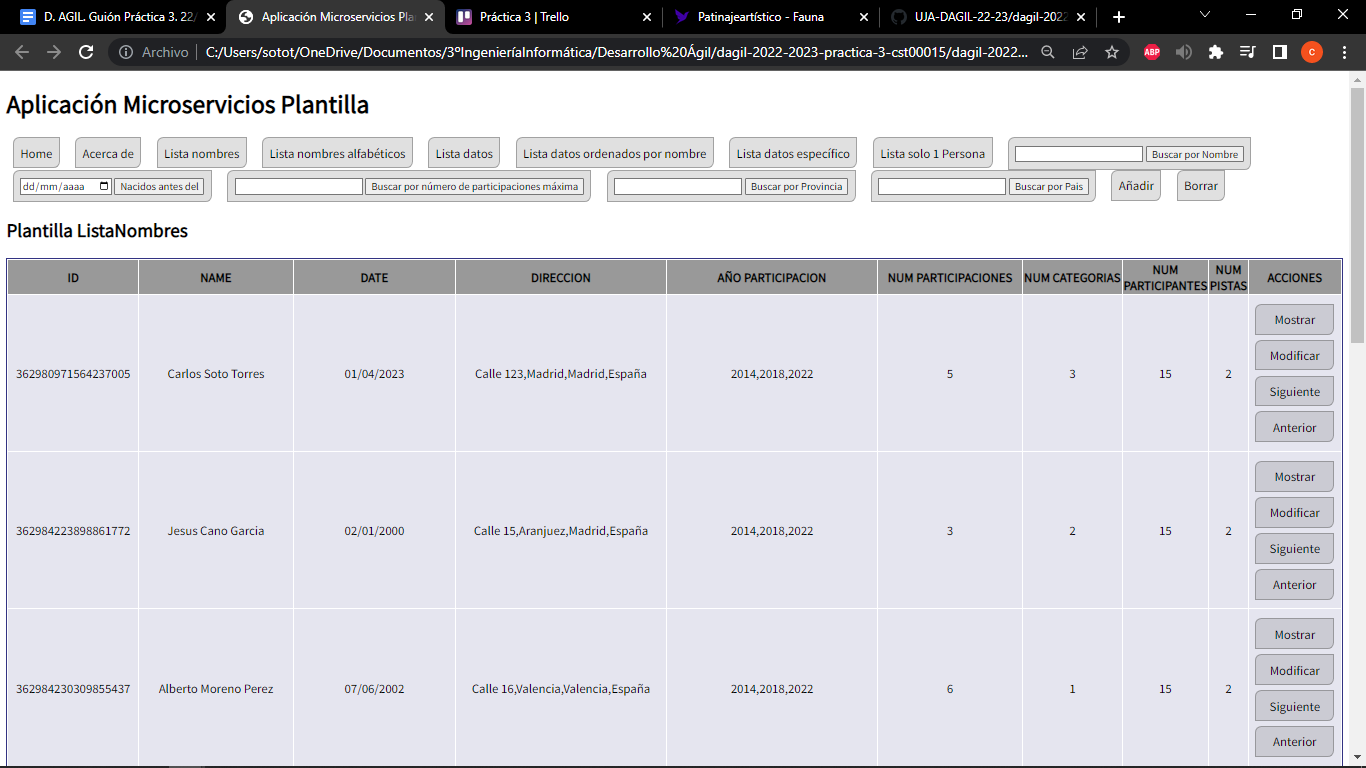 D. AGIL. Guión Práctica 3. 22/
Aplicación Microservicios Pla
Práctica 3 | Trello
Patinajeartístico - Fauna
UJA-DAGIL-22-23/dagil-2022
Archivo
C:/Users/sotot/OneDrive/Documentos/3ºIngenieríaInformática/Desarrollo%20Ágil/dagil-2022-2023-practica-3-cst00015/dagil-2022...
ABP
C
Aplicación Microservicios Plantilla
Home Acerca de Lista nombres Lista nombres alfabéticos Lista datos Lista datos ordenados por nombre Lista datos específico Lista solo 1 Persona Buscar por Nombre
dd/mm/aaaa Nacidos antes del Buscar por número de participaciones máxima Buscar por Provincia Buscar por Pais Añadir Borrar
Plantilla ListaNombres
ID NAME DATE DIRECCION AÑO PARTICIPACION NUM PARTICIPACIONES NUM CATEGORIAS NUM PARTICIPANTES NUM PISTAS ACCIONES
362980971564237005 Carlos Soto Torres 01/04/2023 Calle 123,Madrid,Madrid,España 2014,2018,2022 5 3 15 2
Mostrar
Modificar
Siguiente
Anterior
362984223898861772 Jesus Cano Garcia 02/01/2000 Calle 15,Aranjuez,Madrid,España 2014,2018,2022 3 2 15 2
Mostrar
Modificar
Siguiente
Anterior
362984230309855437 Alberto Moreno Perez 07/06/2002 Calle 16,Valencia,Valencia,España 2014,2018,2022 6 1 15 2
Mostrar
Modificar
Siguiente
Anterior